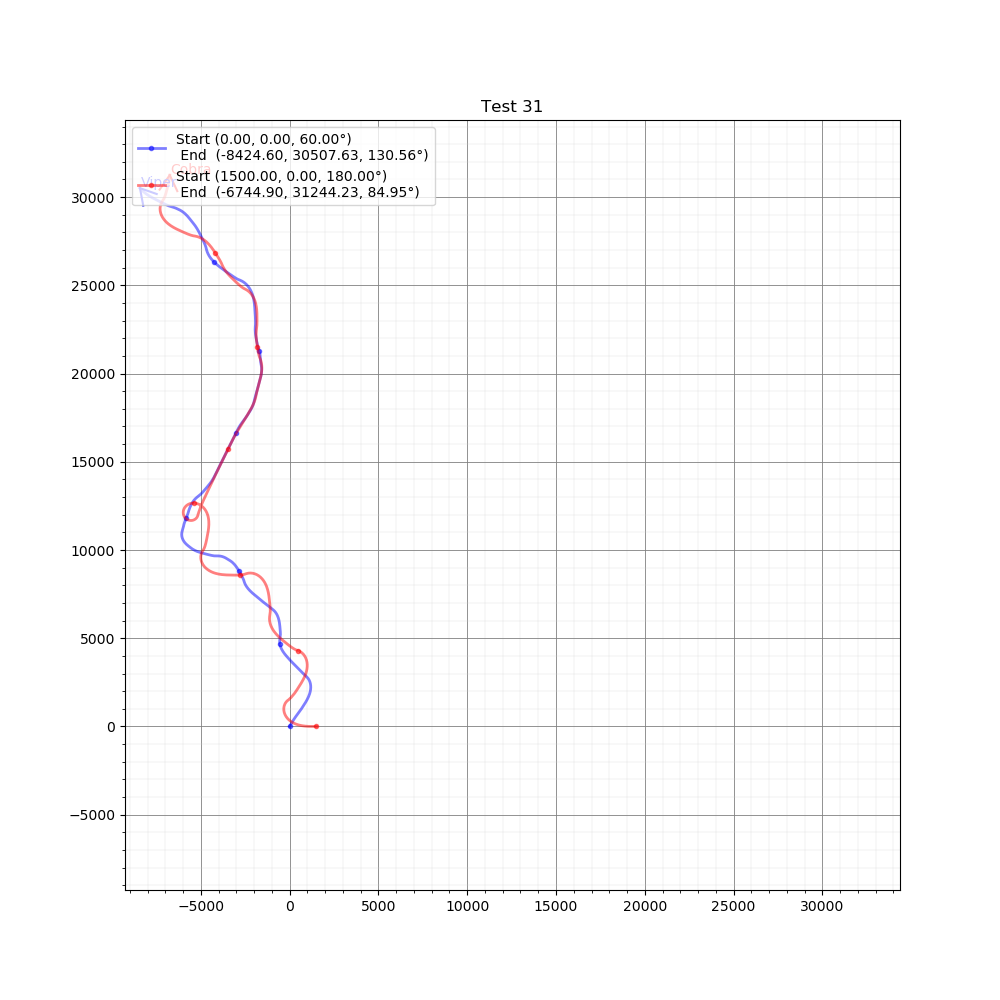 Test 31
Start (0.00, 0.00, 60.00°)
End (-8424.60, 30507.63, 130.56°)
Start (1500.00, 0.00, 180.00°)
End (-6744.90, 31244.23, 84.95°)
Cobra
Viper
30000
25000
20000
15000
10000
5000
0
−5000
−5000 0 5000 10000 15000 20000 25000 30000